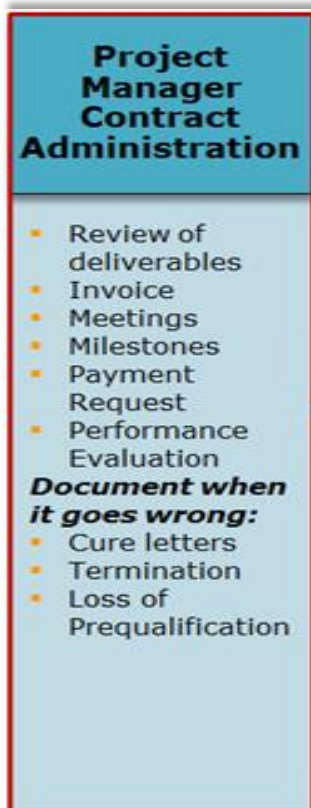 Project
Manager
Contract
Administration
▪ Review of
deliverables
▪ Invoice
▪ Meetings
▪ Milestones
▪ Payment
Request
▪ Performance
Evaluation
Document when
it goes wrong:
▪ Cure letters
▪ Termination
▪ Loss of
Prequalification